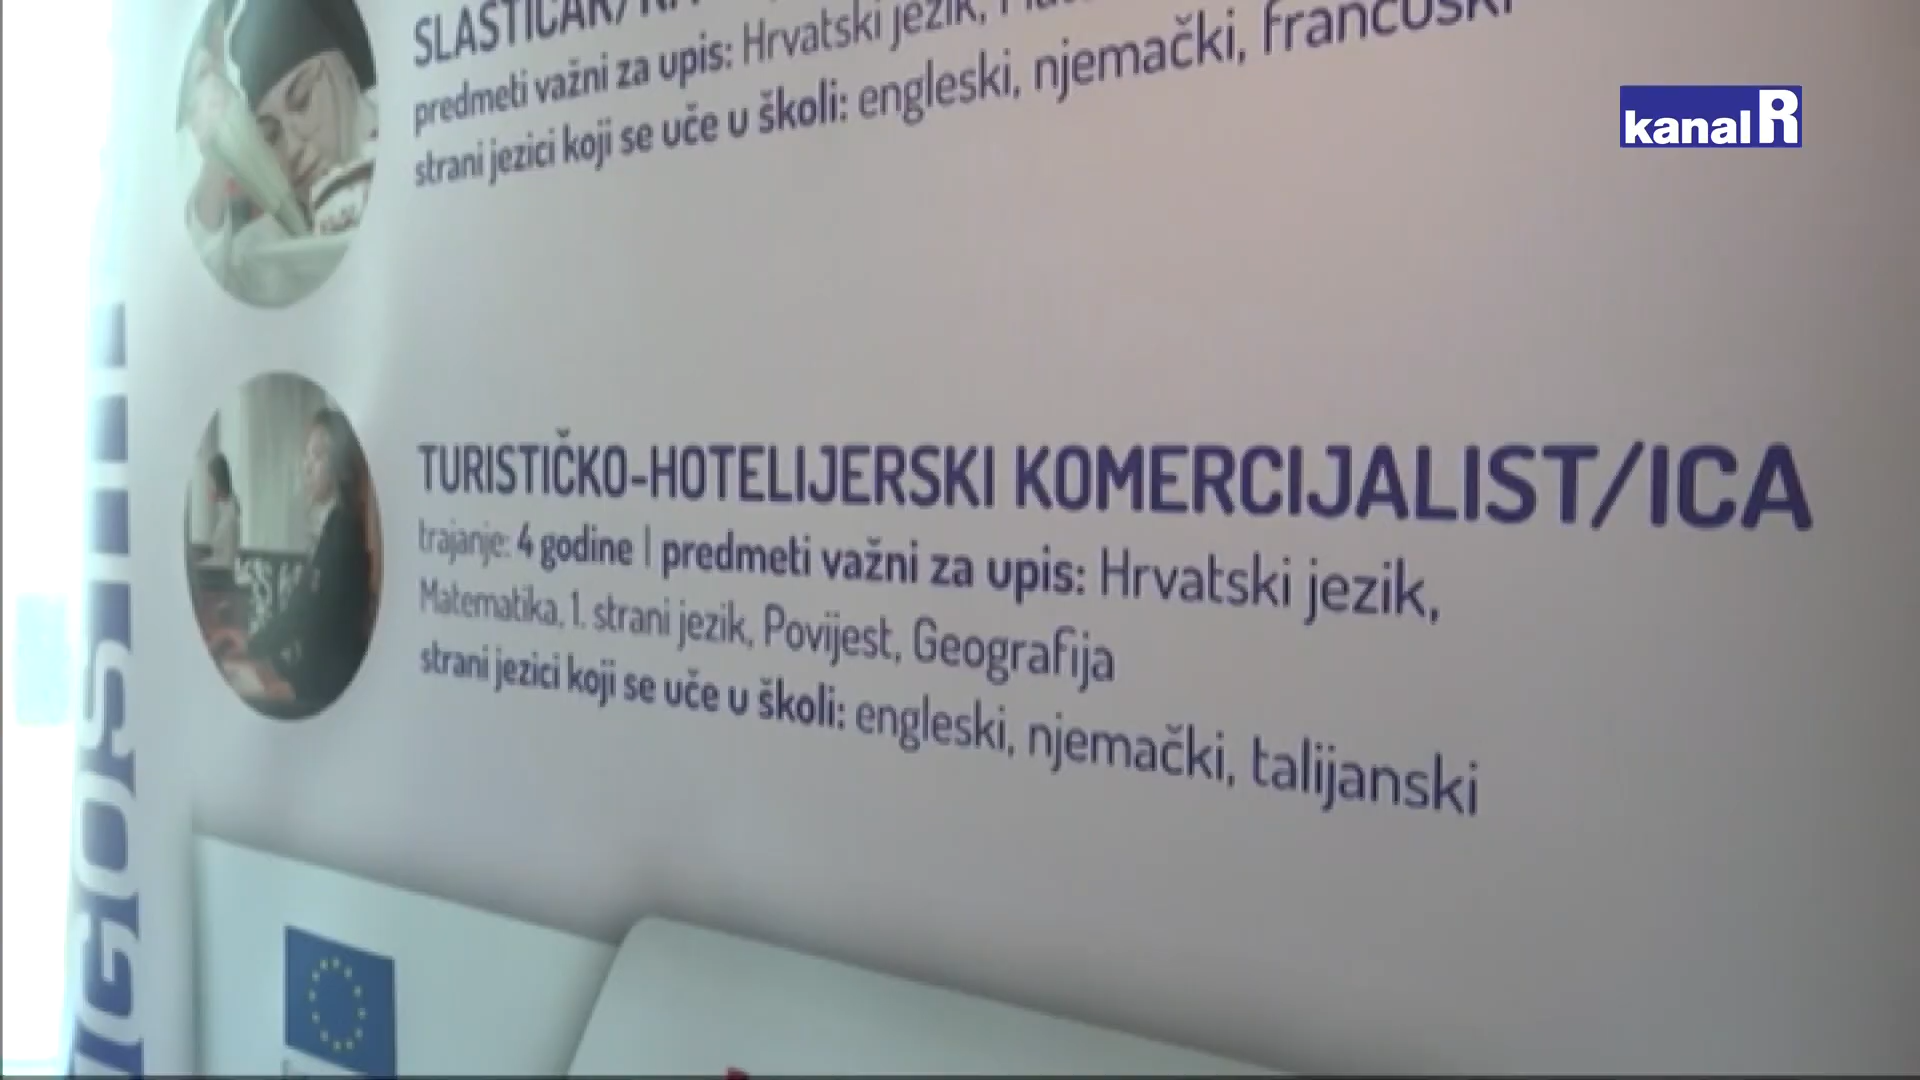 predmeti važni za upis: Hrvatski jezik,
strani jezici koji se uče u školi: engleski, njemački, francuski
kanal R
TURISTIČKO-HOTELIJERSKI KOMERCIJALIST/ICA
trajanje: 4 godine | predmeti važni za upis: Hrvatski jezik,
Matematika, 1. strani jezik, Povijest, Geografija
strani jezici koji se uče u školi: engleski, njemački, talijanski